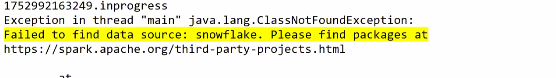 1752992163249.inprogress
Exception in thread "main" java.lang.ClassNotFoundException:
Failed to find data source: snowflake. Please find packages at
https://spark.apache.org/third-party-projects.html
at